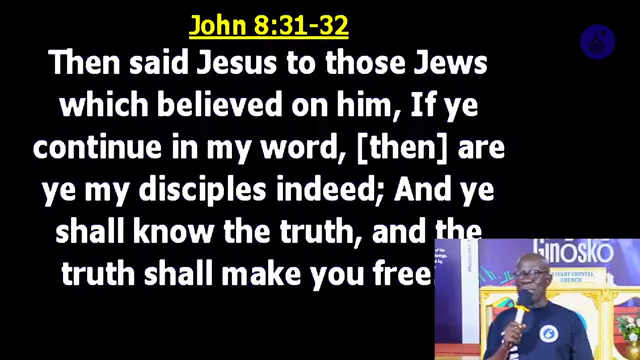 John 8:31-32
Then said Jesus to those Jews
which believed on him, If ye
continue in my word, [then] are
ye my disciples indeed; And ye
shall know the truth, and the
truth shall make you free.
Ginosko
CRYSTAL
CHURCH